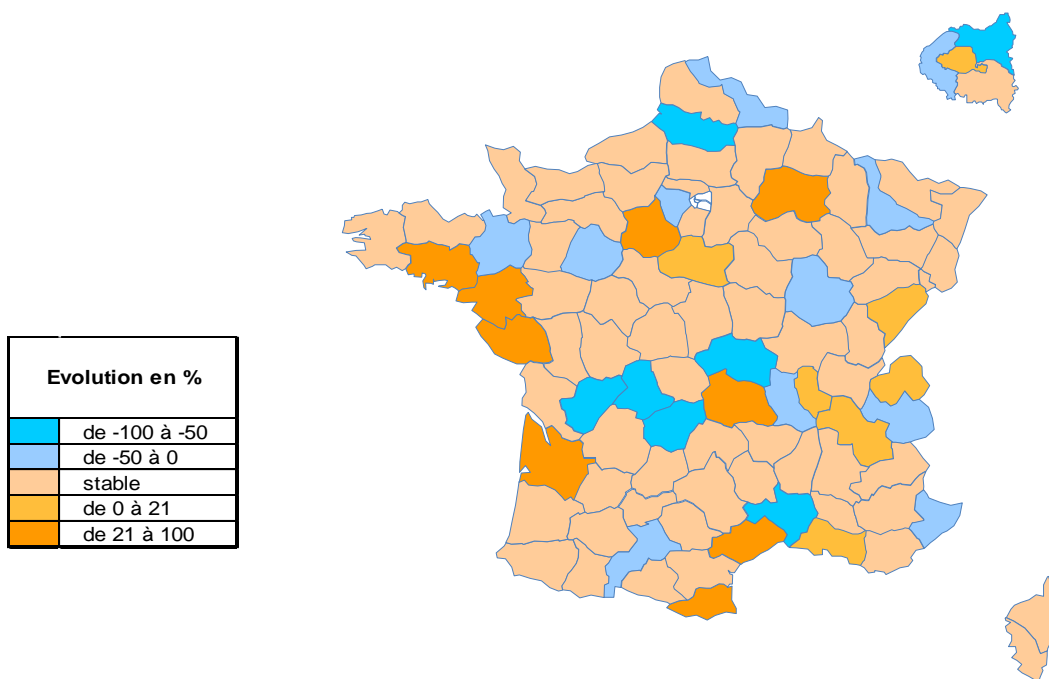 Evolution en %
de -100 à -50
de -50 à 0
stable
de 0 à 21
de 21 à 100